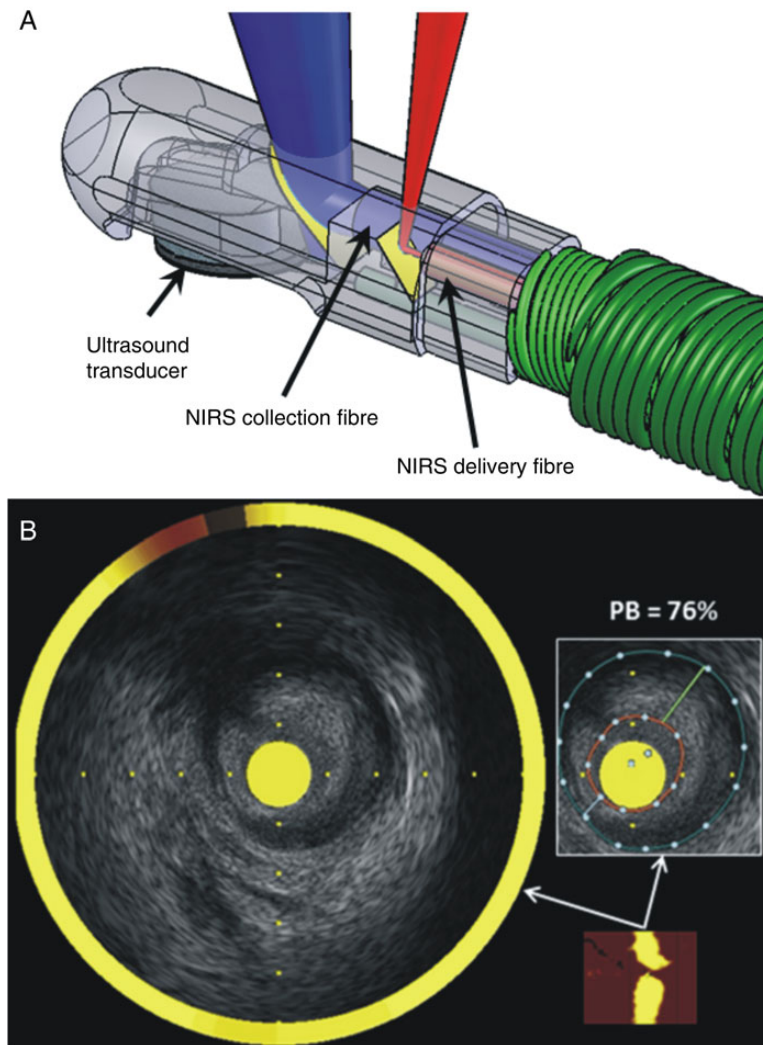 A
Ultrasound
transducer
NIRS collection fibre
NIRS delivery fibre
B
PB = 76%